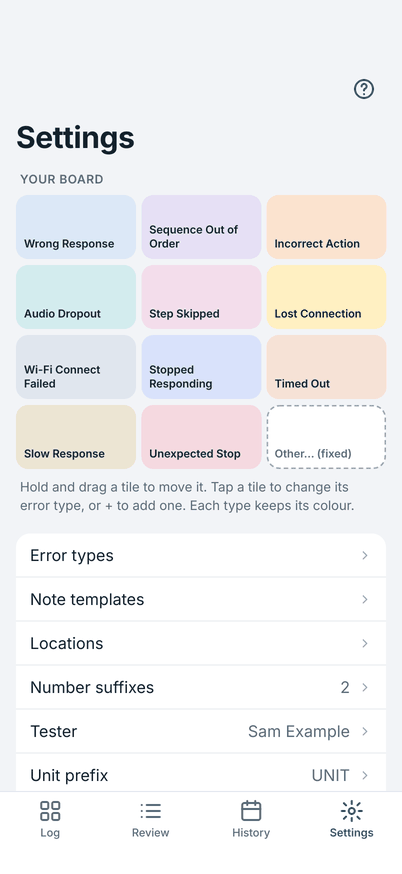 Settings
YOUR BOARD
Wrong Response
Sequence Out of
Order
Incorrect Action
Audio Dropout
Step Skipped
Lost Connection
Wi-Fi Connect
Failed
Stopped
Responding
Timed Out
Slow Response
Unexpected Stop
Other... (fixed)
Hold and drag a tile to move it. Tap a tile to change its
error type, or + to add one. Each type keeps its colour.
Error types
Note templates
Locations
Number suffixes 2
Tester Sam Example
Unit prefix UNIT
Log Review History Settings